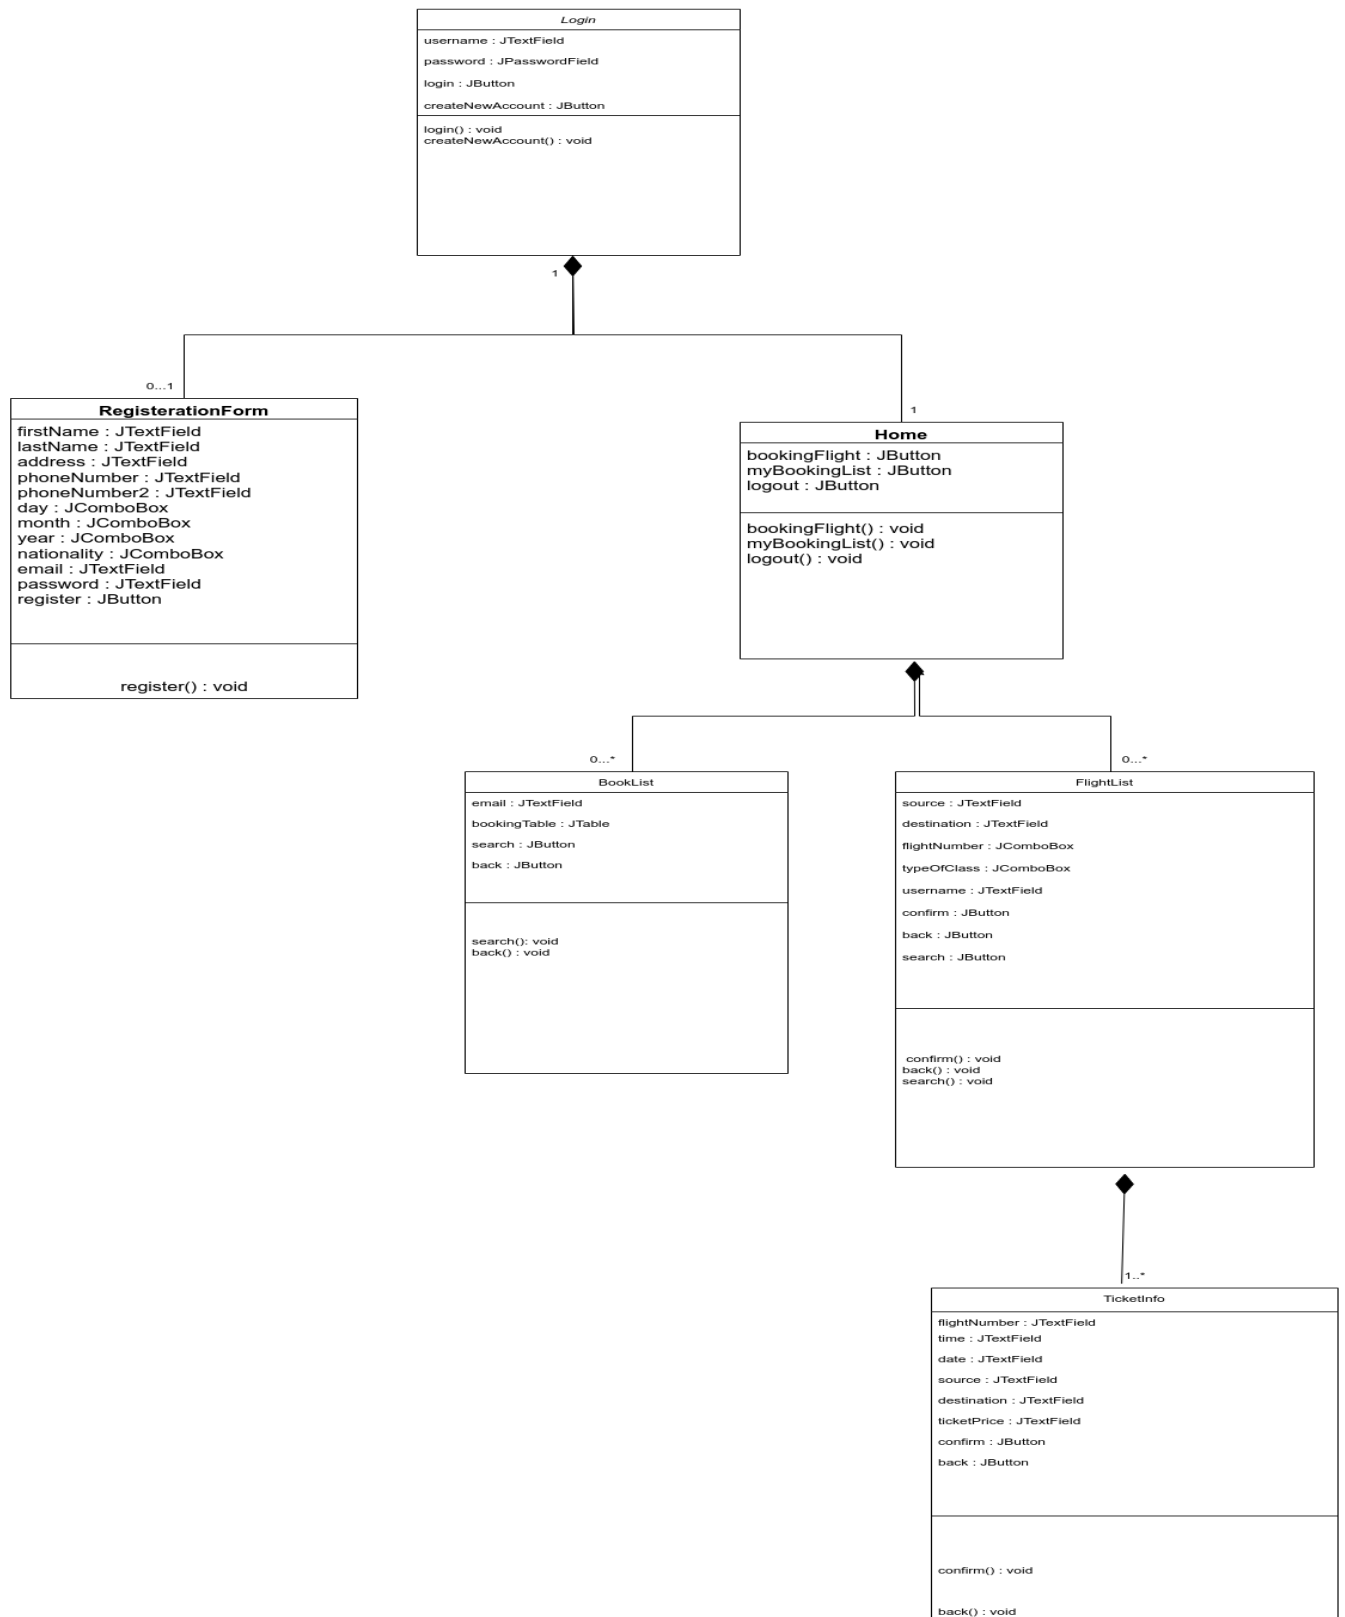 Login
username : JTextField
password : JPasswordField
login : JButton
createNewAccount : JButton
login() : void
createNewAccount() : void
1
0...1
RegisterationForm
firstName : JTextField
lastName : JTextField
address : JTextField
phoneNumber : JTextField
phoneNumber2 : JTextField
day : JComboBox
month : JComboBox
year : JComboBox
nationality : JComboBox
email : JTextField
password : JTextField
register : JButton
register() : void
1
Home
bookingFlight : JButton
myBookingList : JButton
logout : JButton
bookingFlight() : void
myBookingList() : void
logout() : void
0...*
BookList
email : JTextField
bookingTable : JTable
search : JButton
back : JButton
search(): void
back() : void
0...*
FlightList
source : JTextField
destination : JTextField
flightNumber : JComboBox
typeOfClass : JComboBox
username : JTextField
confirm : JButton
back : JButton
search : JButton
confirm() : void
back() : void
search() : void
1..*
TicketInfo
flightNumber : JTextField
time : JTextField
date : JTextField
source : JTextField
destination : JTextField
ticketPrice : JTextField
confirm : JButton
back : JButton
confirm() : void
back() : void